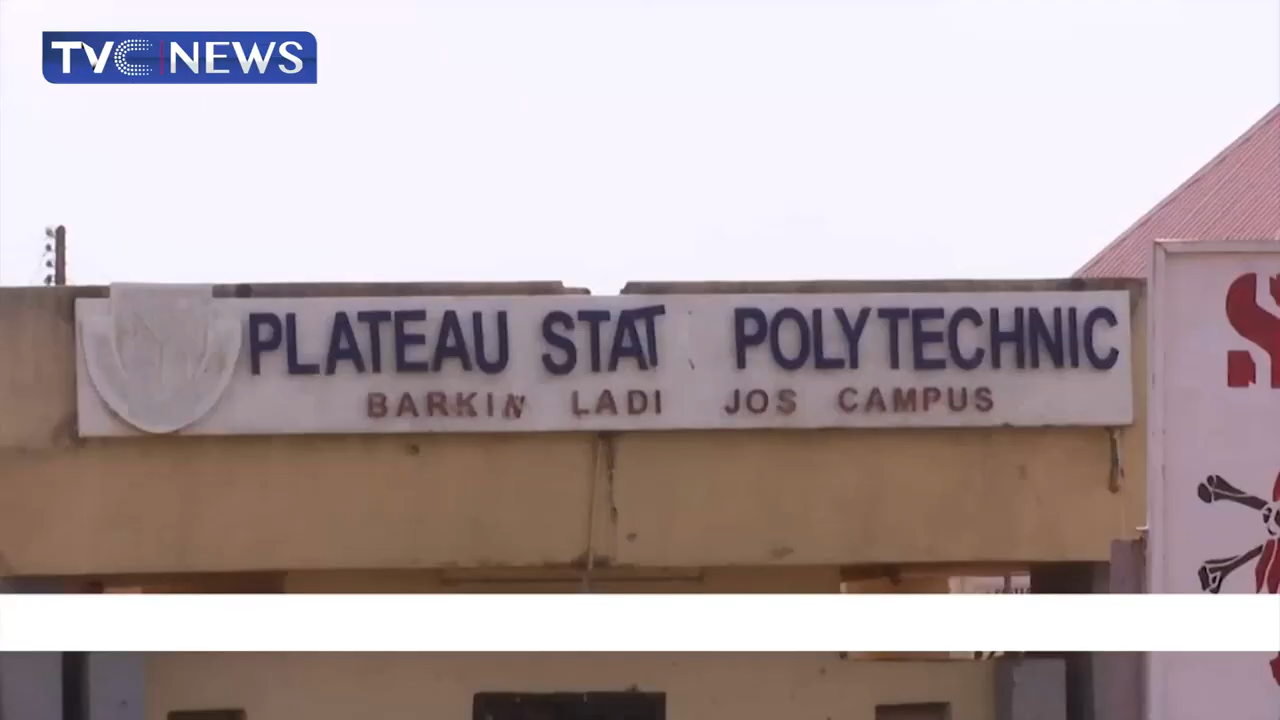 TVC NEWS
PLATEAU STAT POLYTECHNIC
BARKIN LADI JOS CAMPUS
S